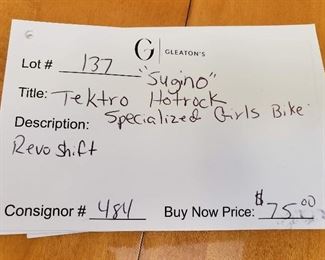 6
G | GLEATON'S
Lot # 137
"Sugino"
Title: Tektro Hotrock
Description: Specialized Girls Bike
Revo shift
Consignor # 484 Buy Now Price: $75.00